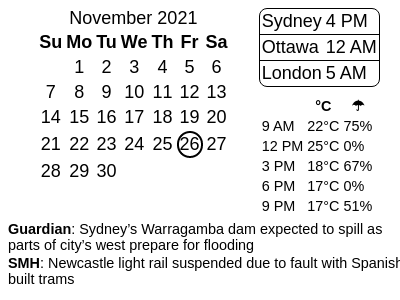 November 2021
Su Mo Tu We Th Fr Sa
1 2 3 4 5 6
7 8 9 10 11 12 13
14 15 16 17 18 19 20
21 22 23 24 25 26 27
28 29 30
Sydney 4 PM
Ottawa 12 AM
London 5 AM
°C ☂
9 AM 22°C 75%
12 PM 25°C 0%
3 PM 18°C 67%
6 PM 17°C 0%
9 PM 17°C 51%
Guardian: Sydney’s Warragamba dam expected to spill as
parts of city’s west prepare for flooding
SMH: Newcastle light rail suspended due to fault with Spanish
built trams